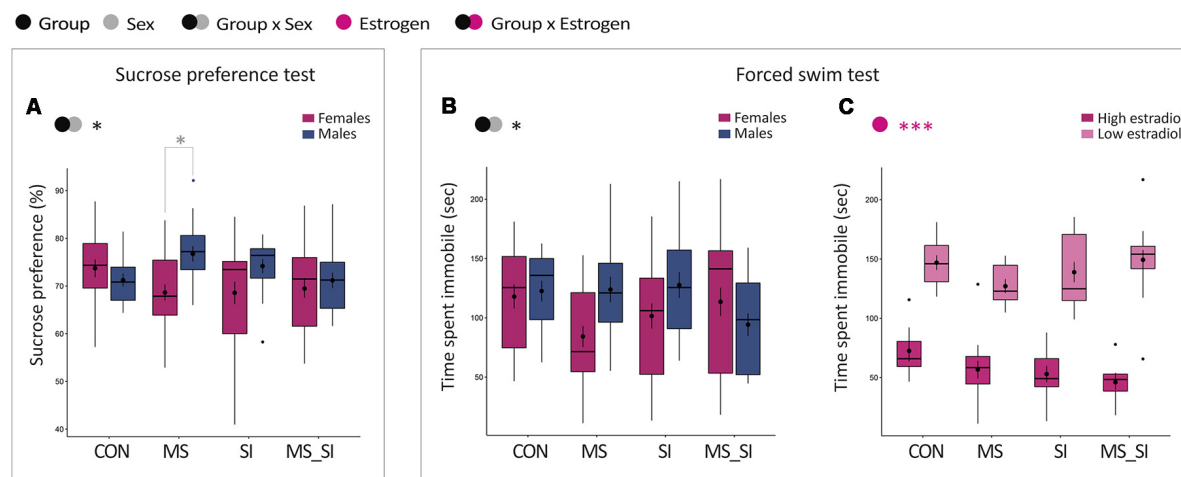 Group Sex Group x Sex Estrogen Group x Estrogen
Sucrose preference test
A
*
Females
Males
*
Sucrose preference (%)
90
80
70
60
50
40
CON MS SI MS_SI
Forced swim test
B
*
Females
Males
Time spent immobile (sec)
200
150
100
50
CON MS SI MS_SI
C
***
High estradiol
Low estradiol
Time spent immobile (sec)
200
150
100
50
CON MS SI MS_SI